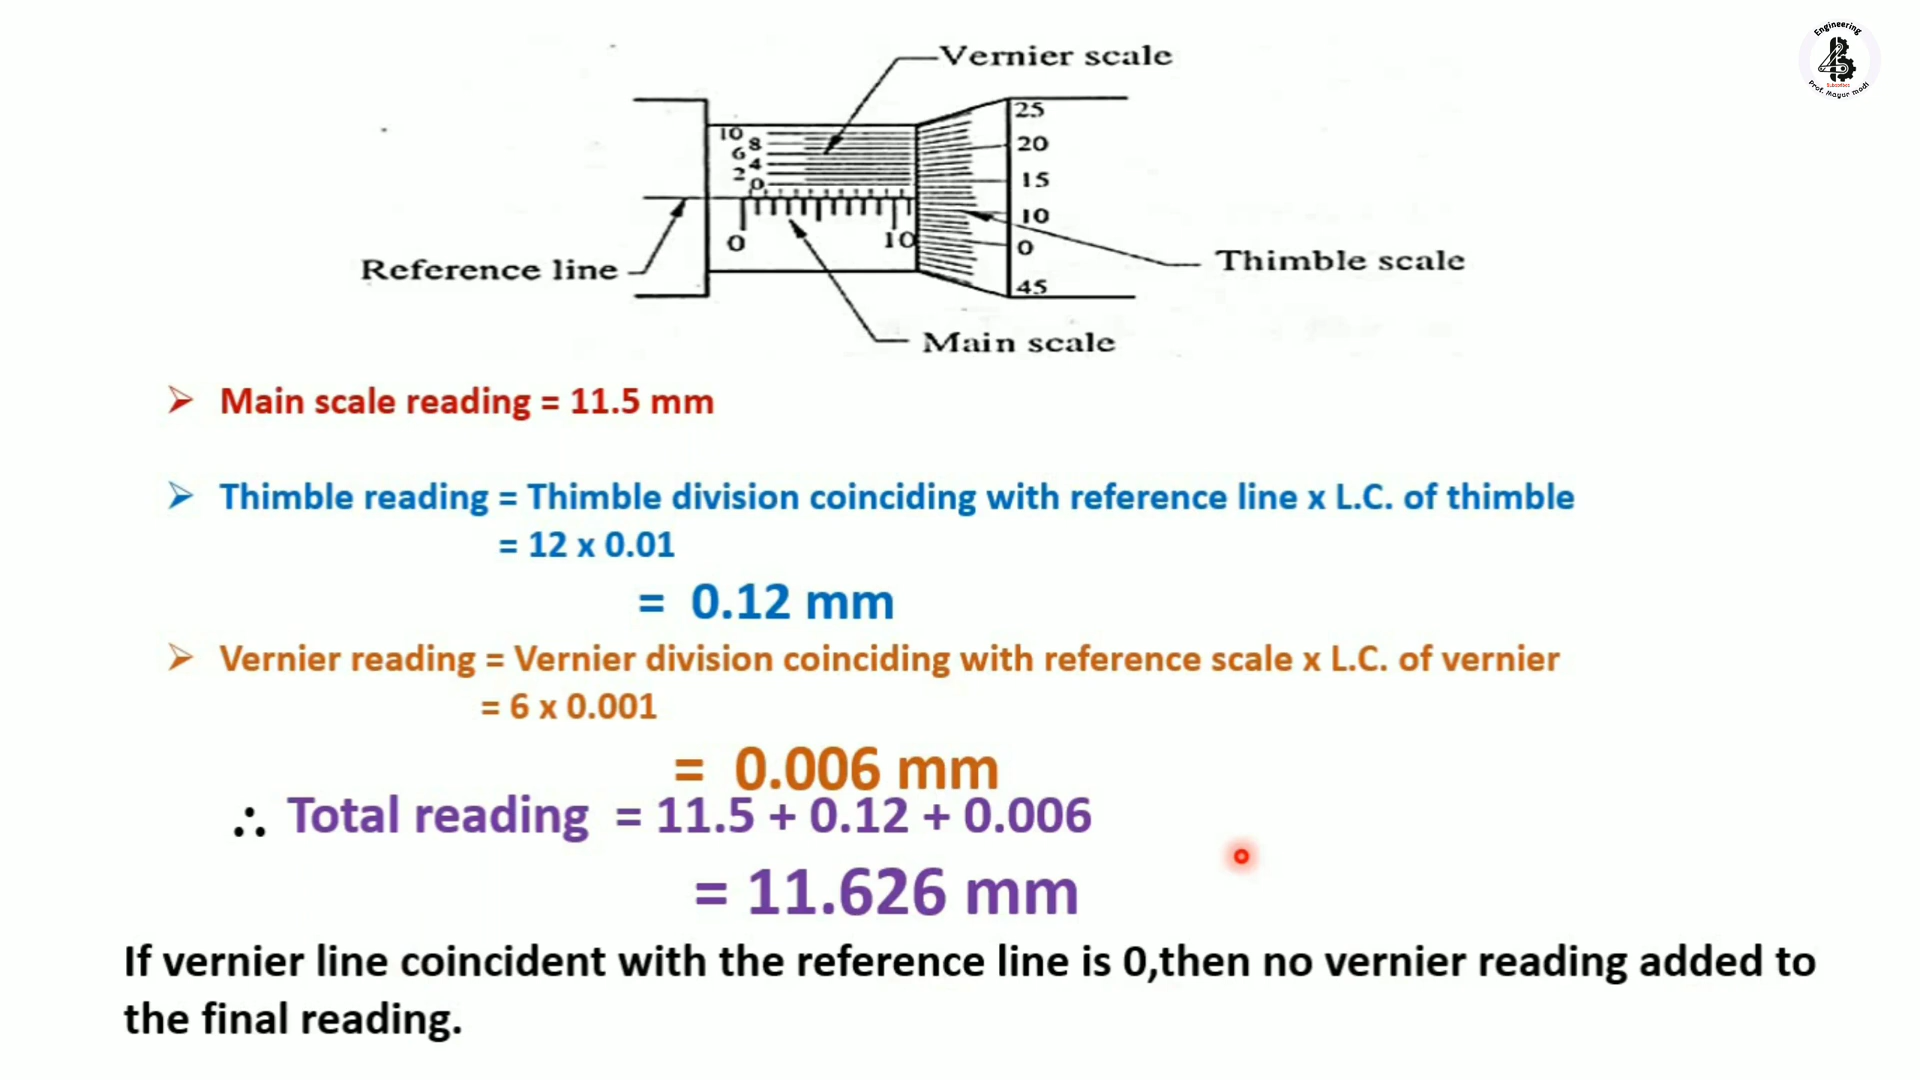 Engineering
Prof. Mayur modi
Vernier scale
25
10
8
20
6
4
2
15
0
10
0
10
0
Reference line
Thimble scale
45
Main scale
➢ Main scale reading = 11.5 mm
➢ Thimble reading = Thimble division coinciding with reference line x L.C. of thimble
= 12 x 0.01
= 0.12 mm
➢ Vernier reading = Vernier division coinciding with reference scale x L.C. of vernier
= 6 x 0.001
= 0.006 mm
∴ Total reading = 11.5 + 0.12 + 0.006
= 11.626 mm
If vernier line coincident with the reference line is 0,then no vernier reading added to
the final reading.